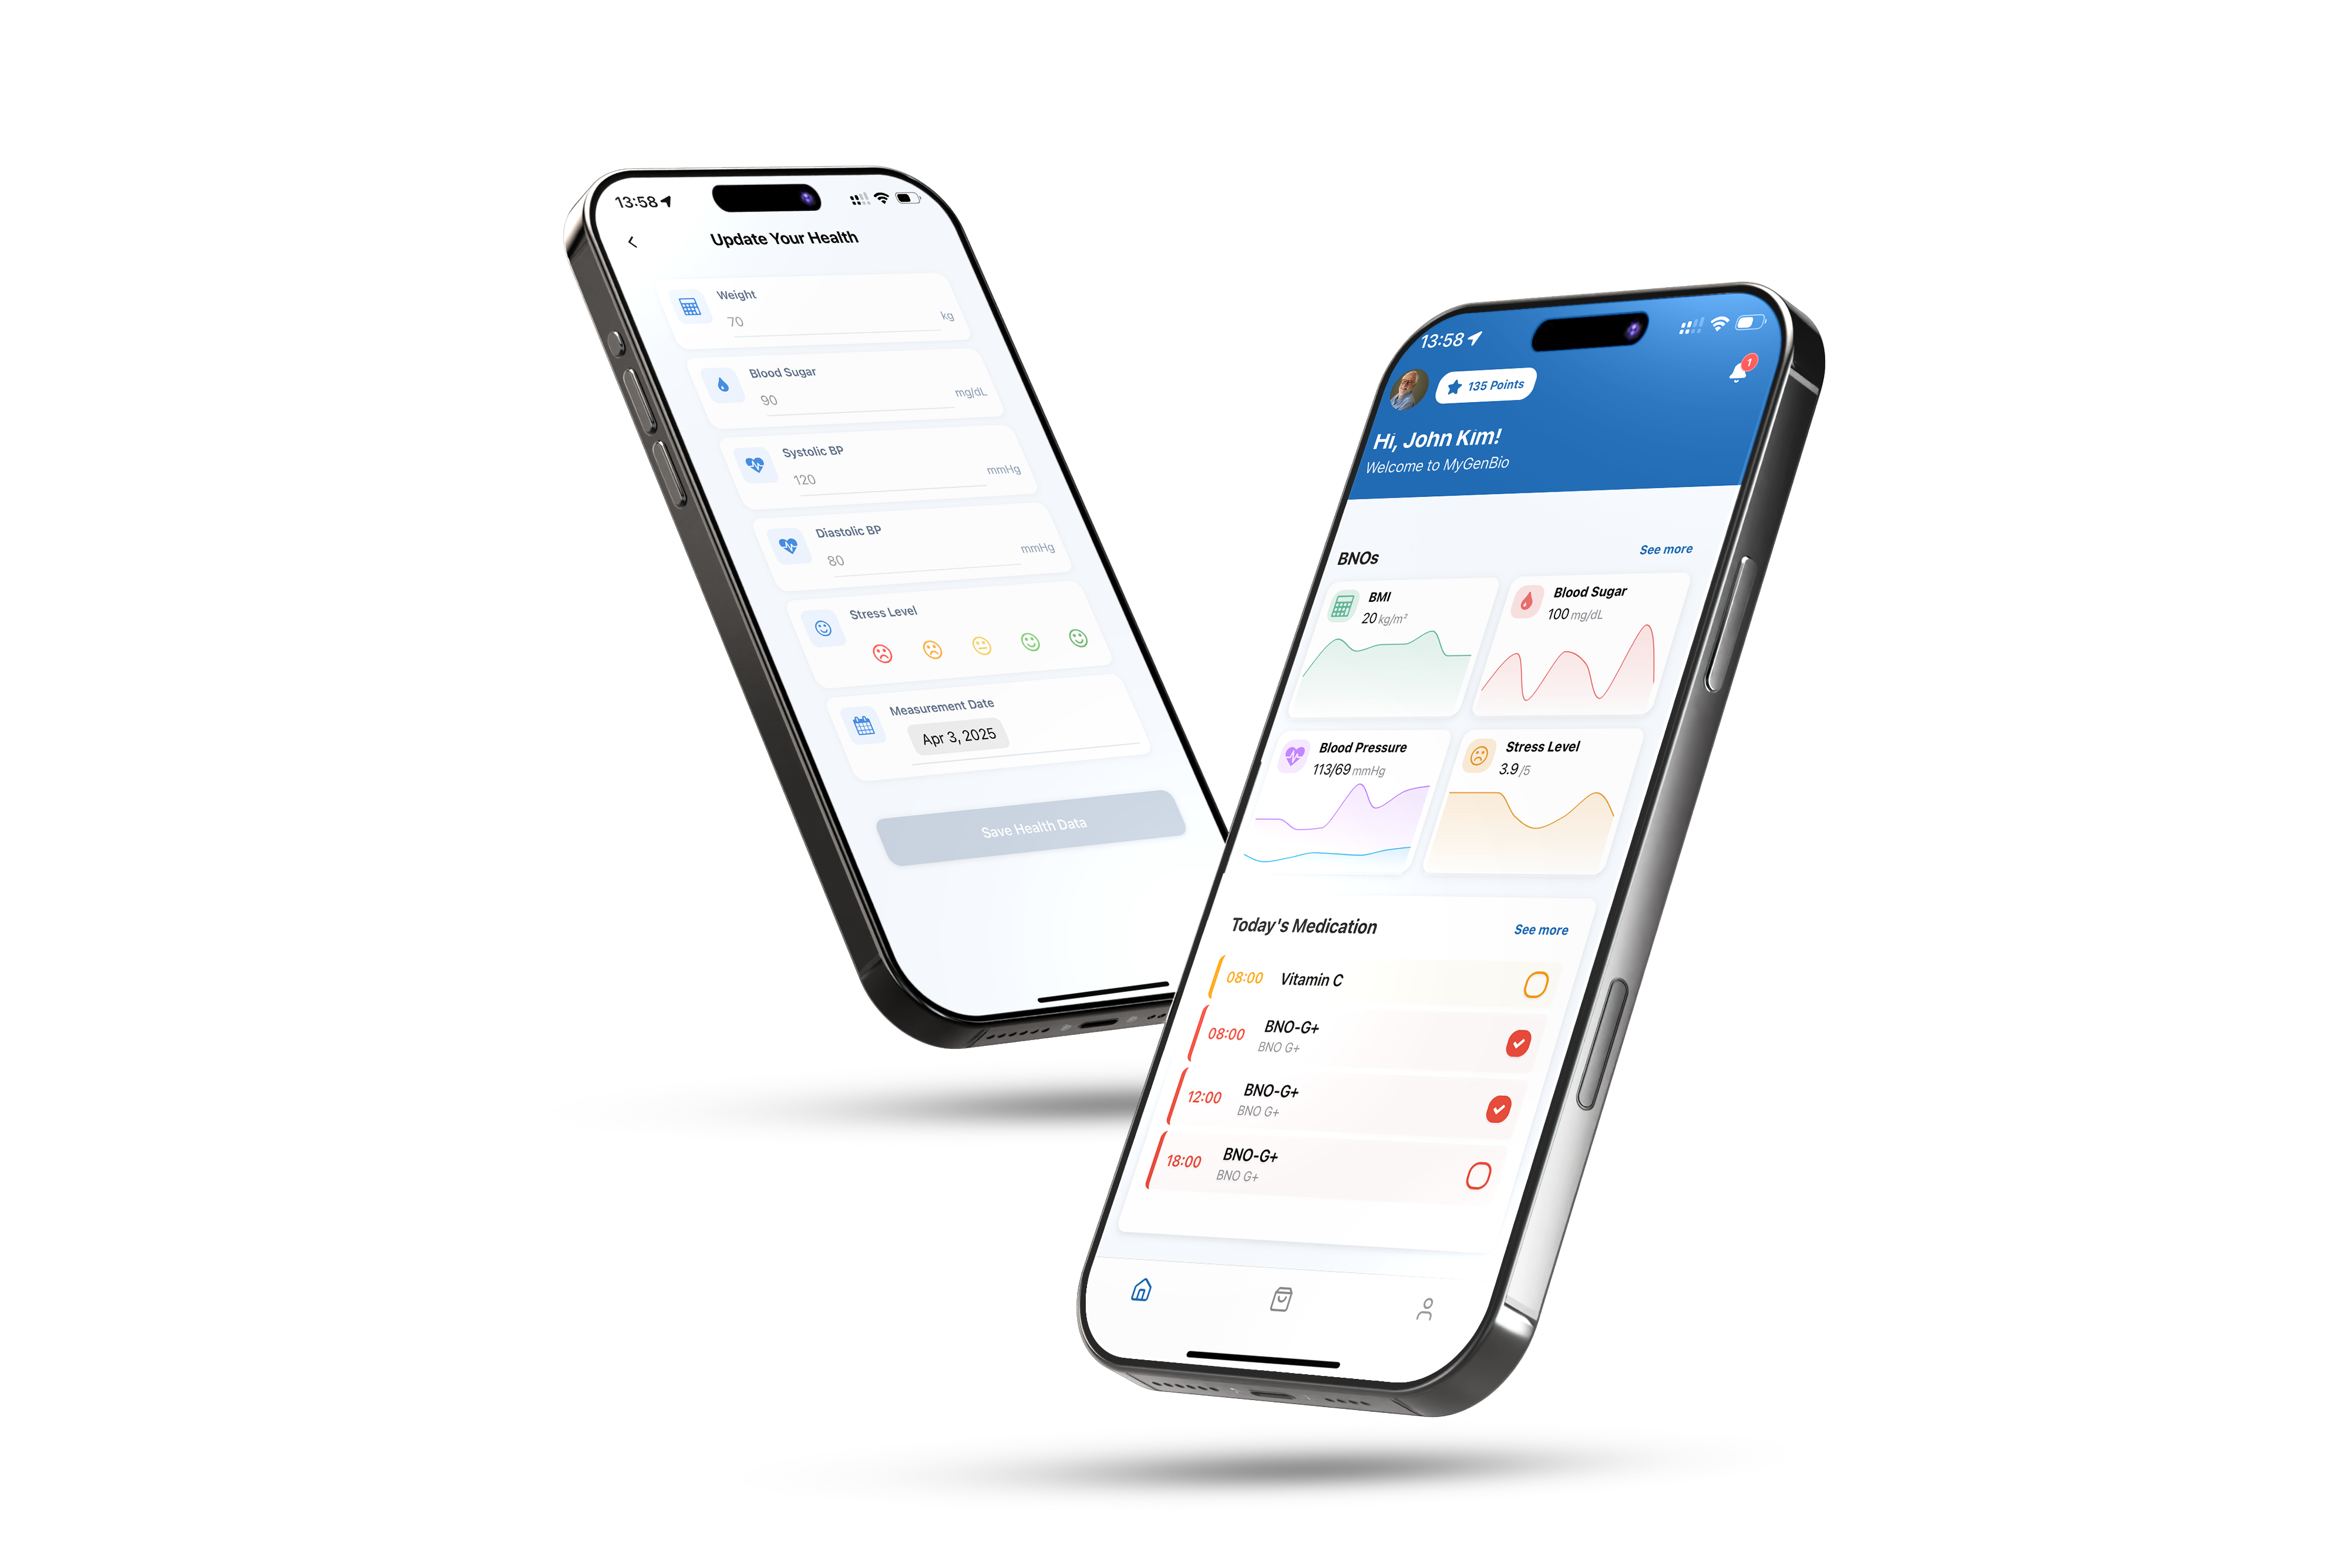 13:58
Update Your Health
Weight
70 kg
Blood Sugar
90 mg/dL
Systolic BP
120 mmHg
Diastolic BP
80 mmHg
Stress Level
Measurement Date
Apr 3, 2025
Save Health Data
13:58
135 Points
1
Hi, John Kim!
Welcome to MyGenBio
BNOs See more
BMI
20 kg/m²
Blood Sugar
100 mg/dL
Blood Pressure
113/69 mmHg
Stress Level
3.9 /5
Today's Medication See more
08:00 Vitamin C
08:00 BNO-G+
BNO G+
12:00 BNO-G+
BNO G+
18:00 BNO-G+
BNO G+